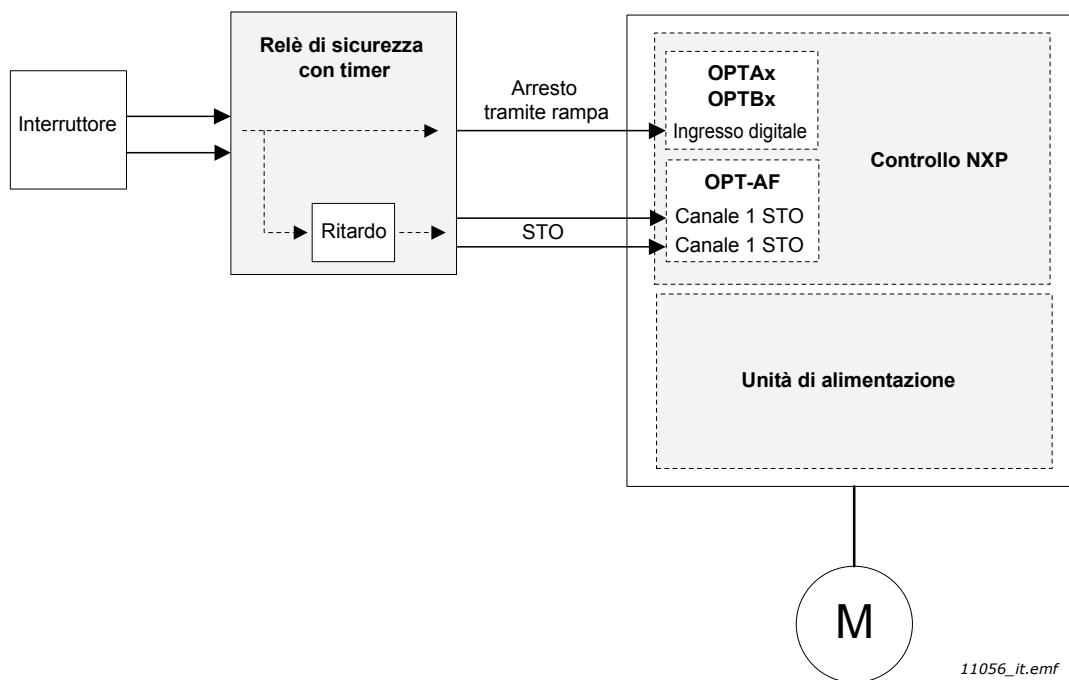 Interruttore
Relè di sicurezza
con timer
Ritardo
Arresto
tramite rampa
STO
OPTAx
OPTBx
Ingresso digitale
OPT-AF
Canale 1 STO
Canale 1 STO
Controllo NXP
Unità di alimentazione
M
11056_it.emf